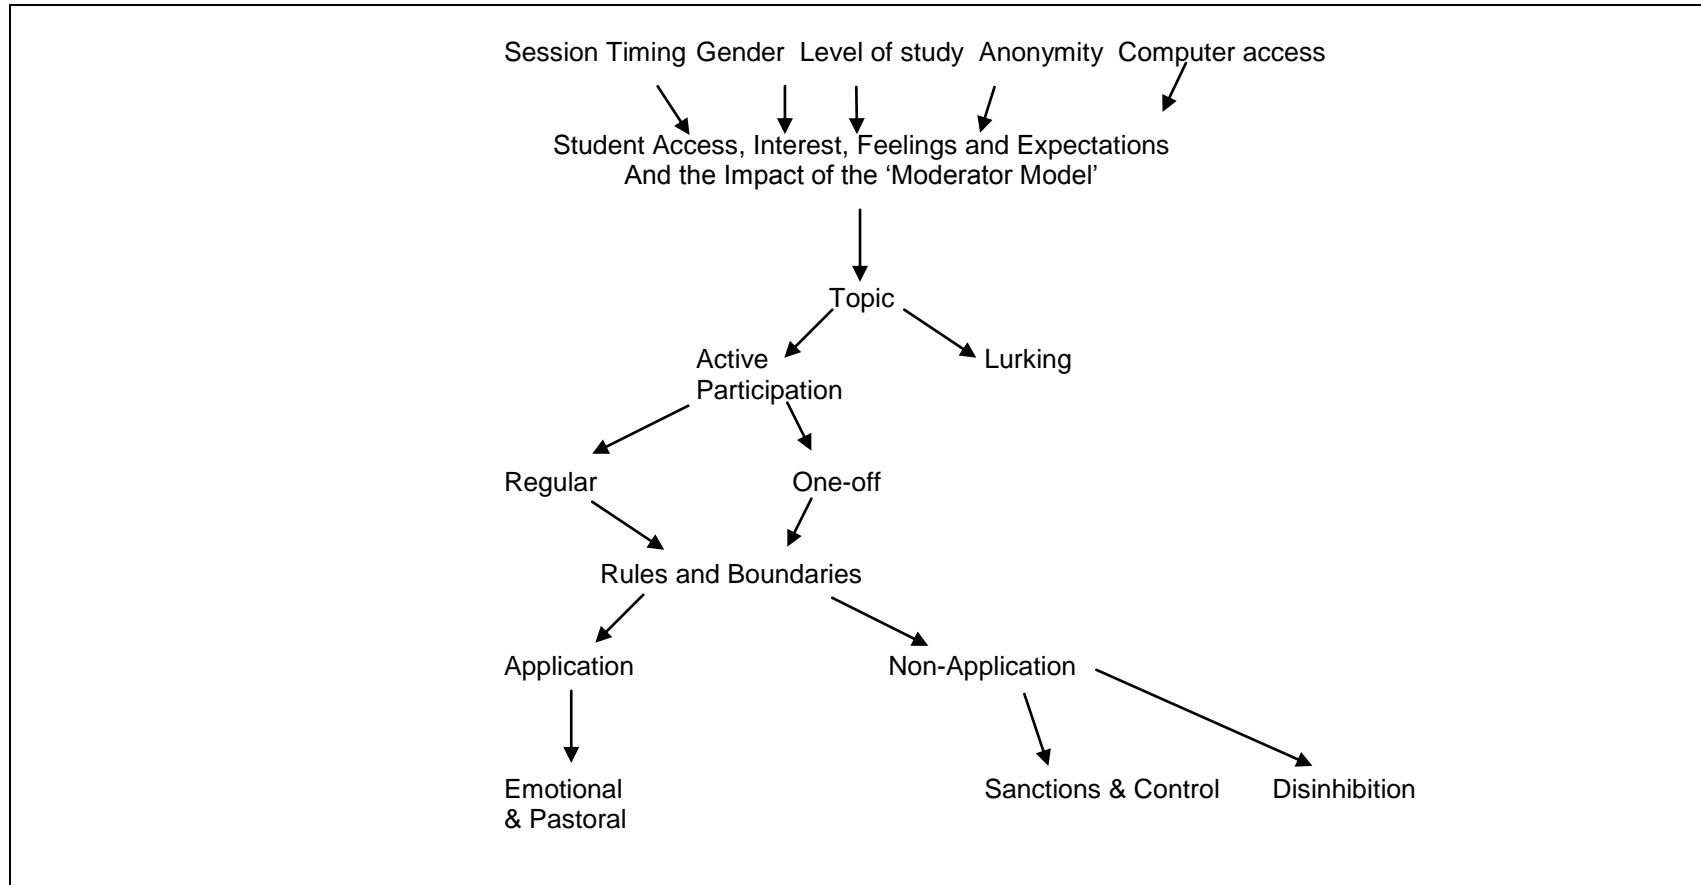 Session Timing Gender Level of study Anonymity Computer access
Student Access, Interest, Feelings and Expectations
And the Impact of the ‘Moderator Model’
Topic
Active
Participation
Lurking
Regular
One-off
Rules and Boundaries
Application
Non-Application
Emotional
& Pastoral
Sanctions & Control
Disinhibition